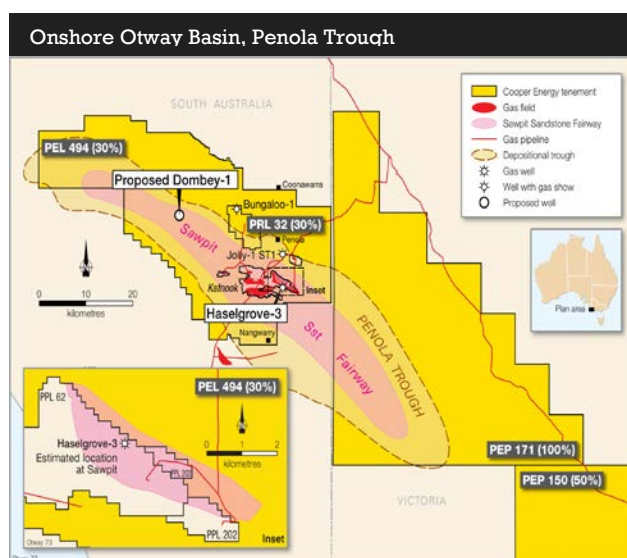 Onshore Otway Basin, Penola Trough
SOUTH AUSTRALIA
Cooper Energy tenement
Gas field
Sawpit Sandstone Fairway
Gas pipeline
Depositional trough
Gas well
Well with gas show
Proposed well
PEL 494 (30%)
Proposed Dombey-1
Coonawarra
Bungaloo-1
PRL 32 (30%)
Sawpit
Penola
Jolly-1 ST1
Katnook
Inset
0 10 20
kilometres
Haselgrove-3
Nangwarry
Sst
Fairway
PENOLA TROUGH
Plan area
PEL 494 (30%)
PPL 62
0 1 2
kilometres
Haselgrove-3
Estimated location
at Sawpit
PPL 202
Inset
PEP 171 (100%)
PEP 150 (50%)
VICTORIA